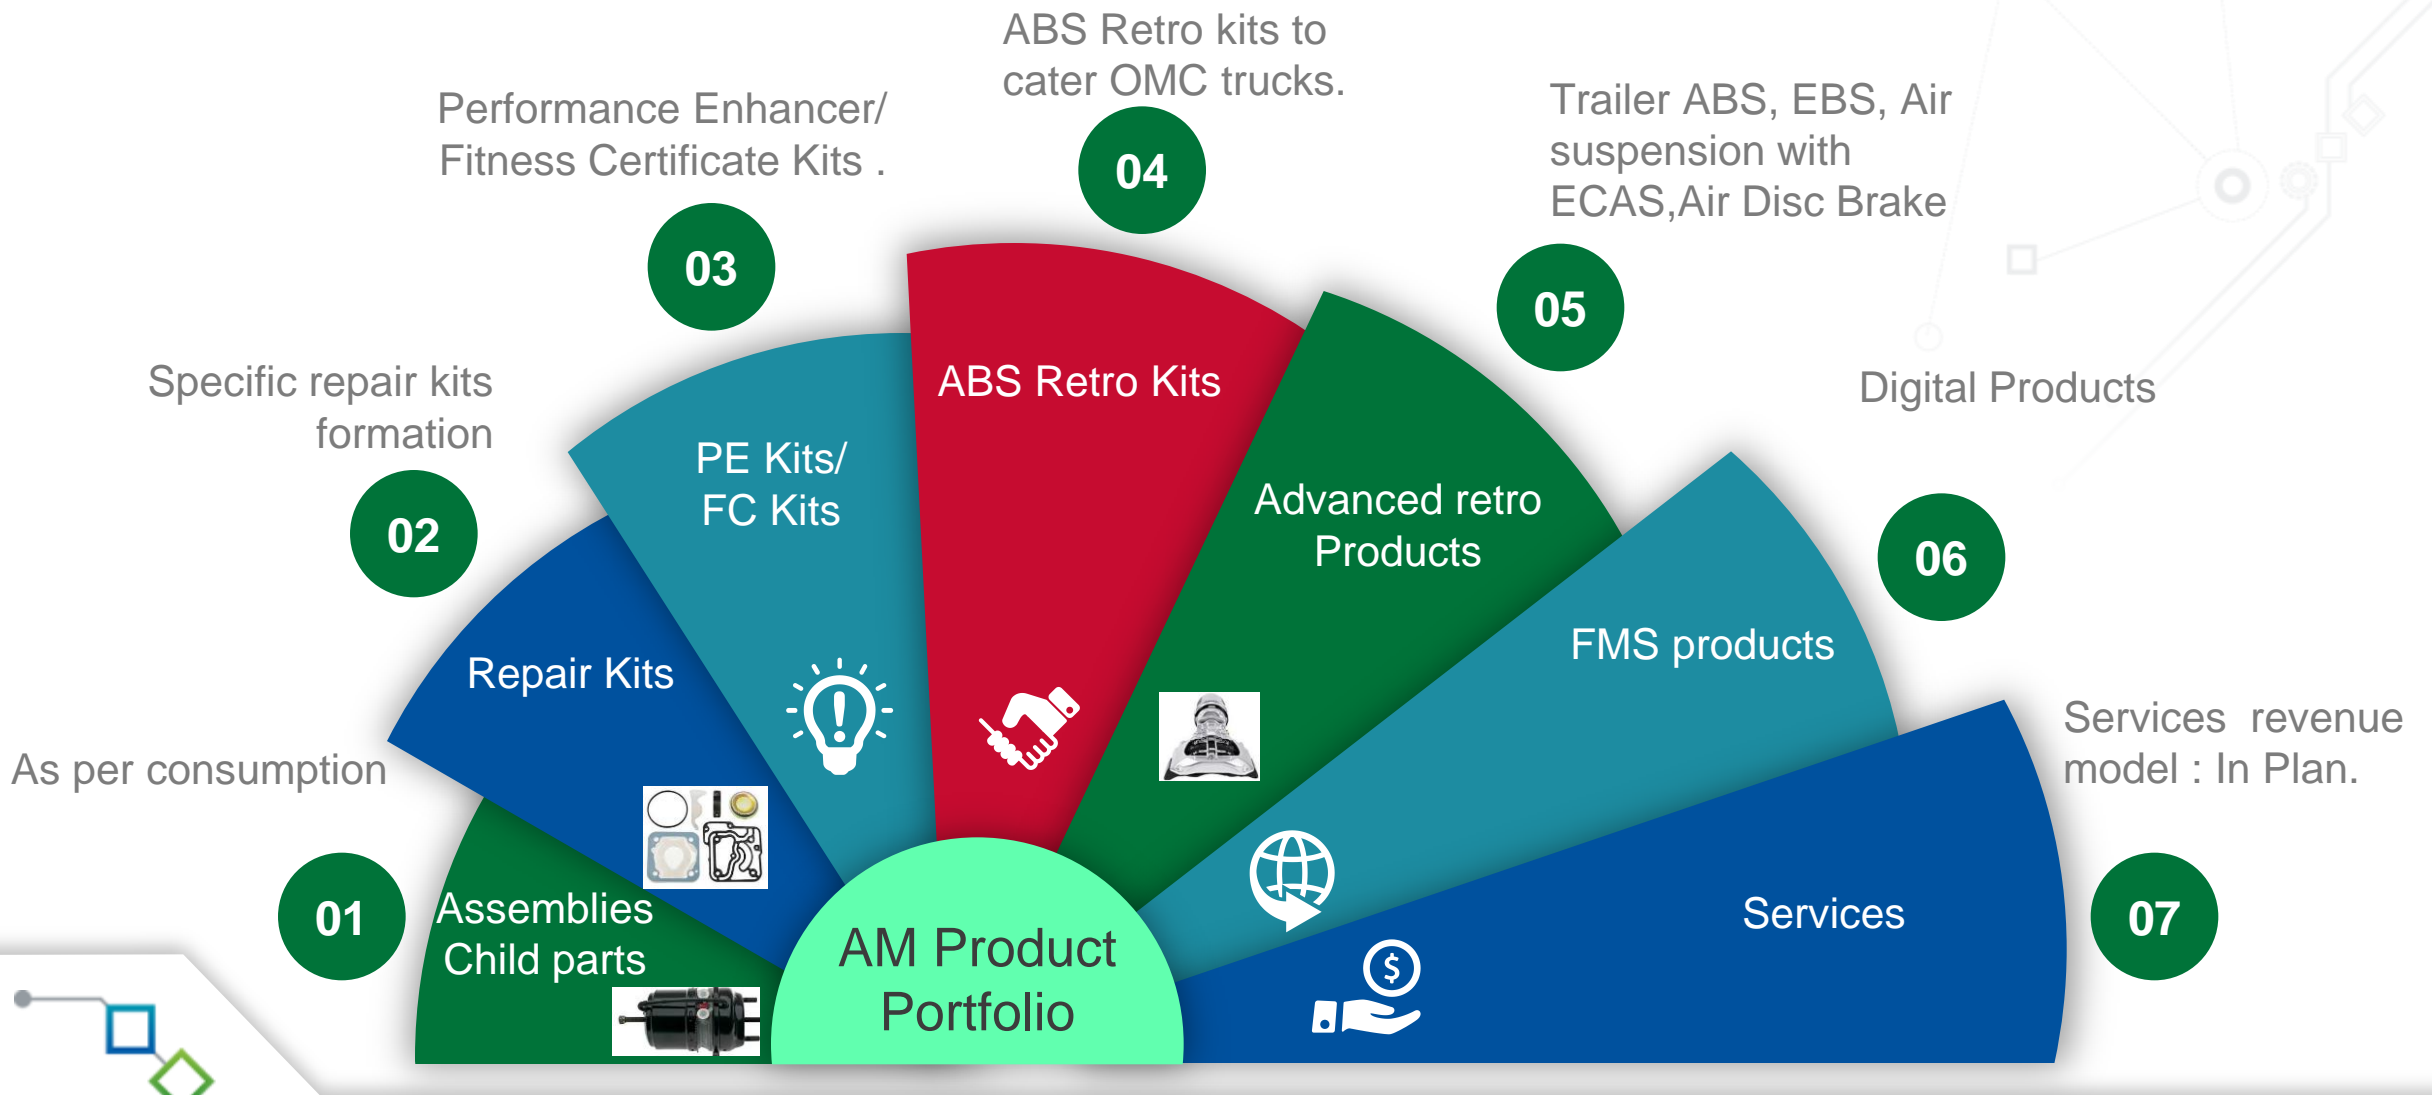 ABS Retro kits to
cater OMC trucks.
04
Performance Enhancer/
Fitness Certificate Kits .
03
Trailer ABS, EBS, Air
suspension with
ECAS,Air Disc Brake
05
Specific repair kits
formation
02
Digital Products
06
As per consumption
01
Services revenue
model : In Plan.
07
Assemblies
Child parts
Repair Kits
PE Kits/
FC Kits
ABS Retro Kits
Advanced retro
Products
FMS products
Services
$
AM Product
Portfolio